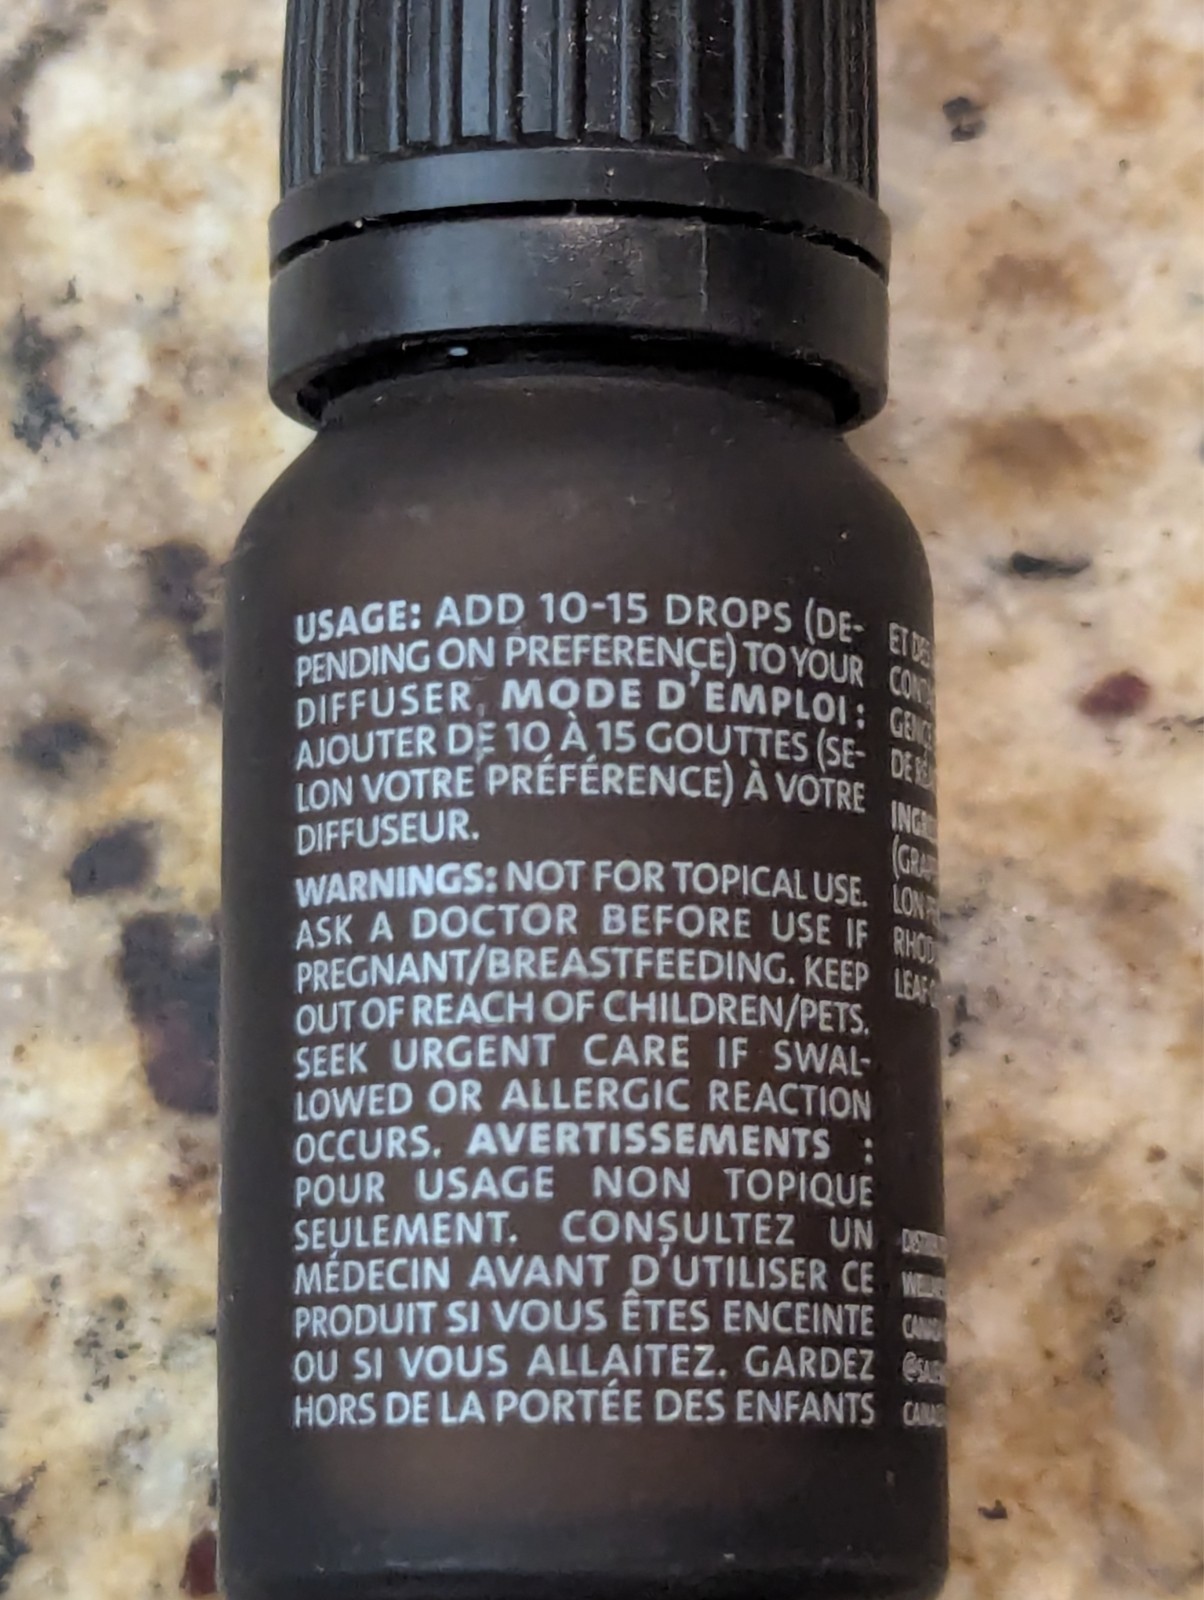 USAGE: ADD 10-15 DROPS (DE-
PENDING ON PREFERENCE) TO YOUR
DIFFUSER. MODE D'EMPLOI :
AJOUTER DE 10 À 15 GOUTTES (SE-
LON VOTRE PRÉFÉRENCE) À VOTRE
DIFFUSEUR.
WARNINGS: NOT FOR TOPICAL USE.
ASK A DOCTOR BEFORE USE IF
PREGNANT/BREASTFEEDING. KEEP
OUT OF REACH OF CHILDREN/PETS.
SEEK URGENT CARE IF SWAL-
LOWED OR ALLERGIC REACTION
OCCURS. AVERTISSEMENTS :
POUR USAGE NON TOPIQUE
SEULEMENT. CONSULTEZ UN
MÉDECIN AVANT D'UTILISER CE
PRODUIT SI VOUS ÊTES ENCEINTE
OU SI VOUS ALLAITEZ. GARDEZ
HORS DE LA PORTÉE DES ENFANTS
ET DES